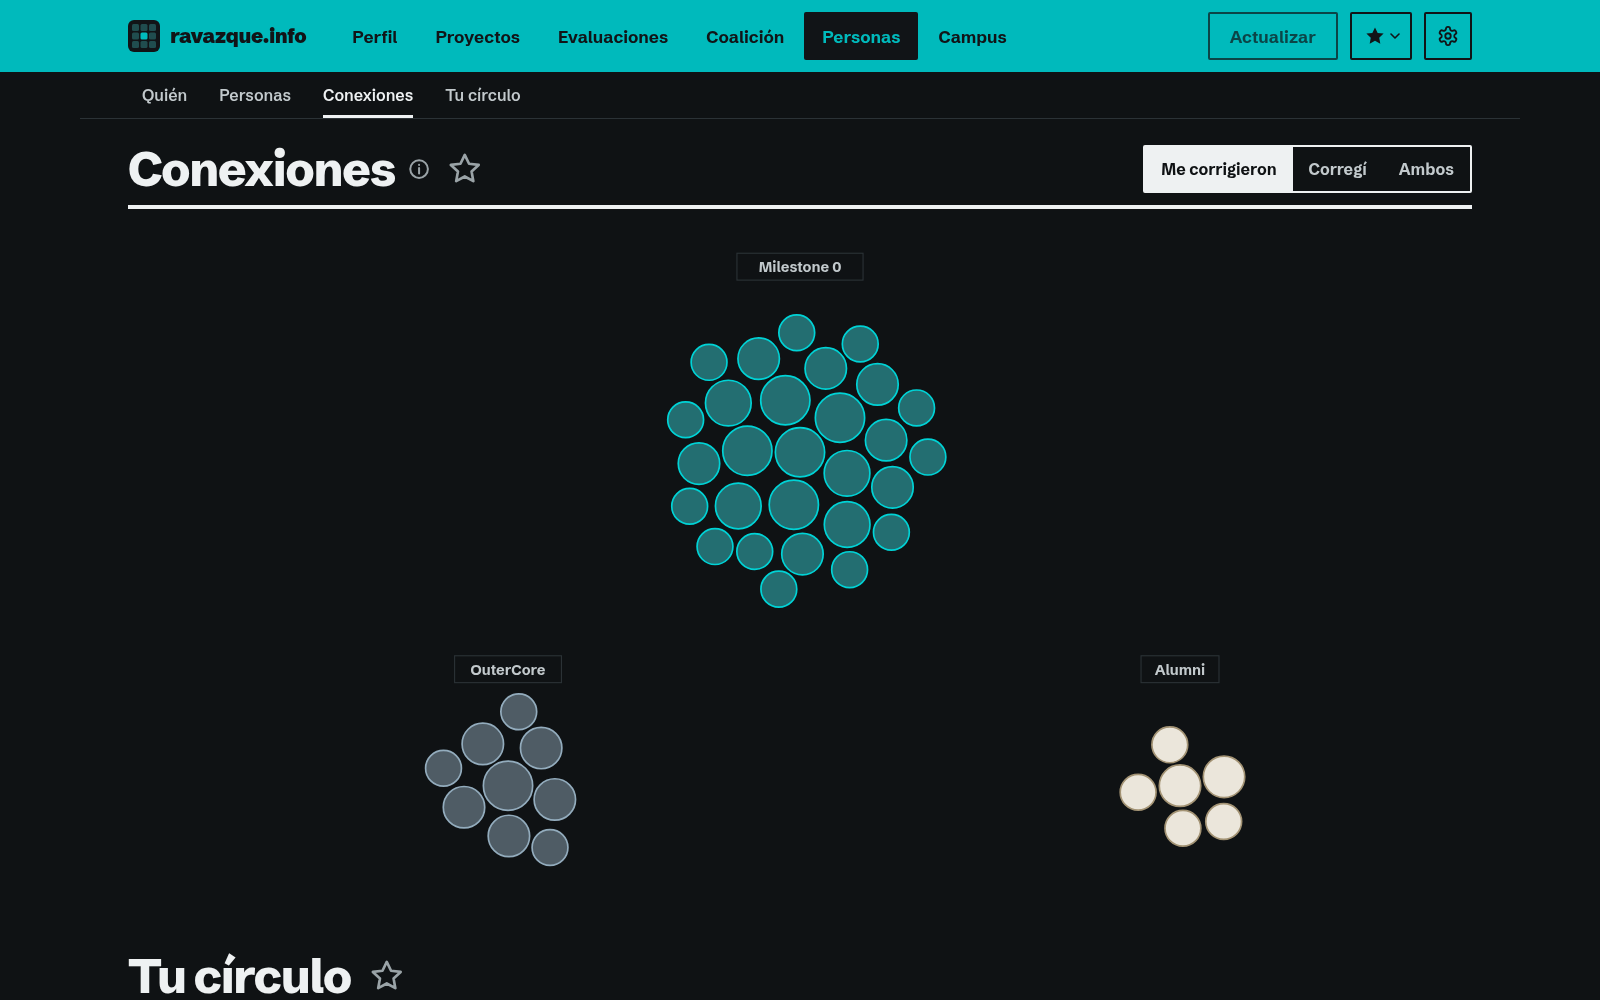 ravazque.info
Perfil
Proyectos
Evaluaciones
Coalición
Personas
Campus
Actualizar
Quién
Personas
Conexiones
Tu círculo
Conexiones
Me corrigieron
Corregí
Ambos
Milestone 0
OuterCore
Alumni
Tu círculo